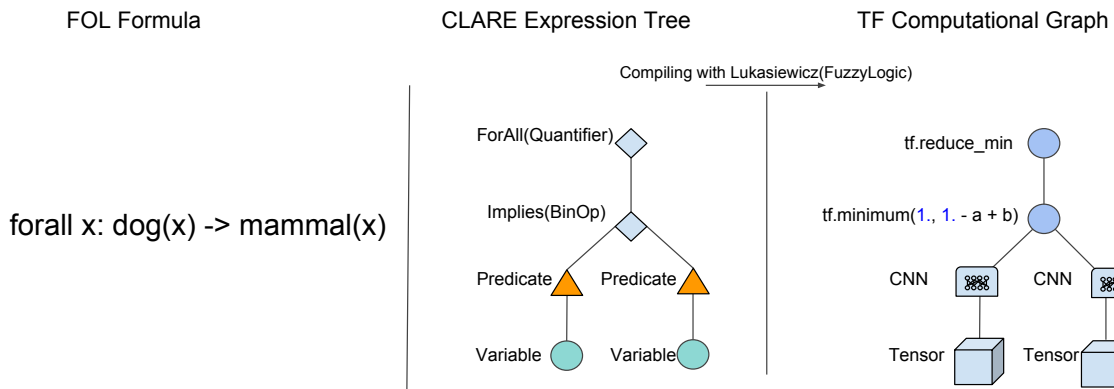 FOL Formula
CLARE Expression Tree
TF Computational Graph
Compiling with Lukasiewicz(FuzzyLogic)
forall x: dog(x) -> mammal(x)
ForAll(Quantifier)
Implies(BinOp)
Predicate
Predicate
Variable
Variable
tf.reduce_min
tf.minimum(1., 1. - a + b)
CNN
CNN
Tensor
Tensor